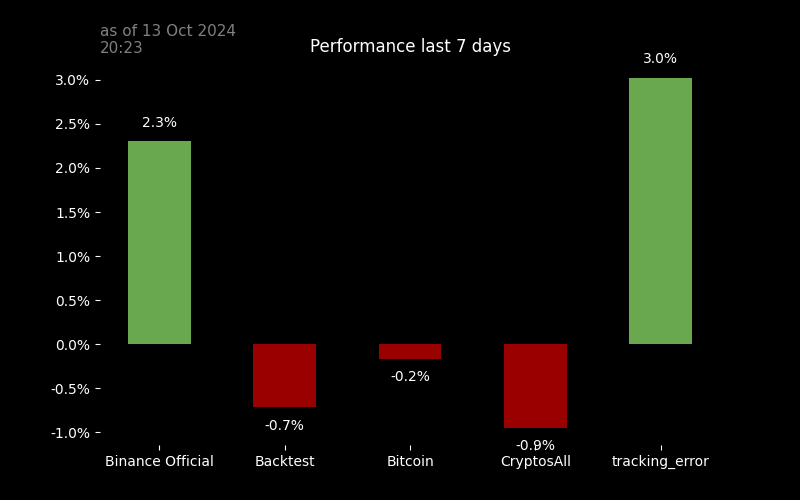 as of 13 Oct 2024
20:23
Performance last 7 days
3.0%
3.0%
2.5%
2.3%
2.0%
1.5%
1.0%
0.5%
0.0%
-0.5%
-1.0%
-0.7%
-0.2%
-0.9%
Binance Official
Backtest
Bitcoin
CryptosAll
tracking_error